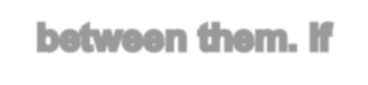 between them. If